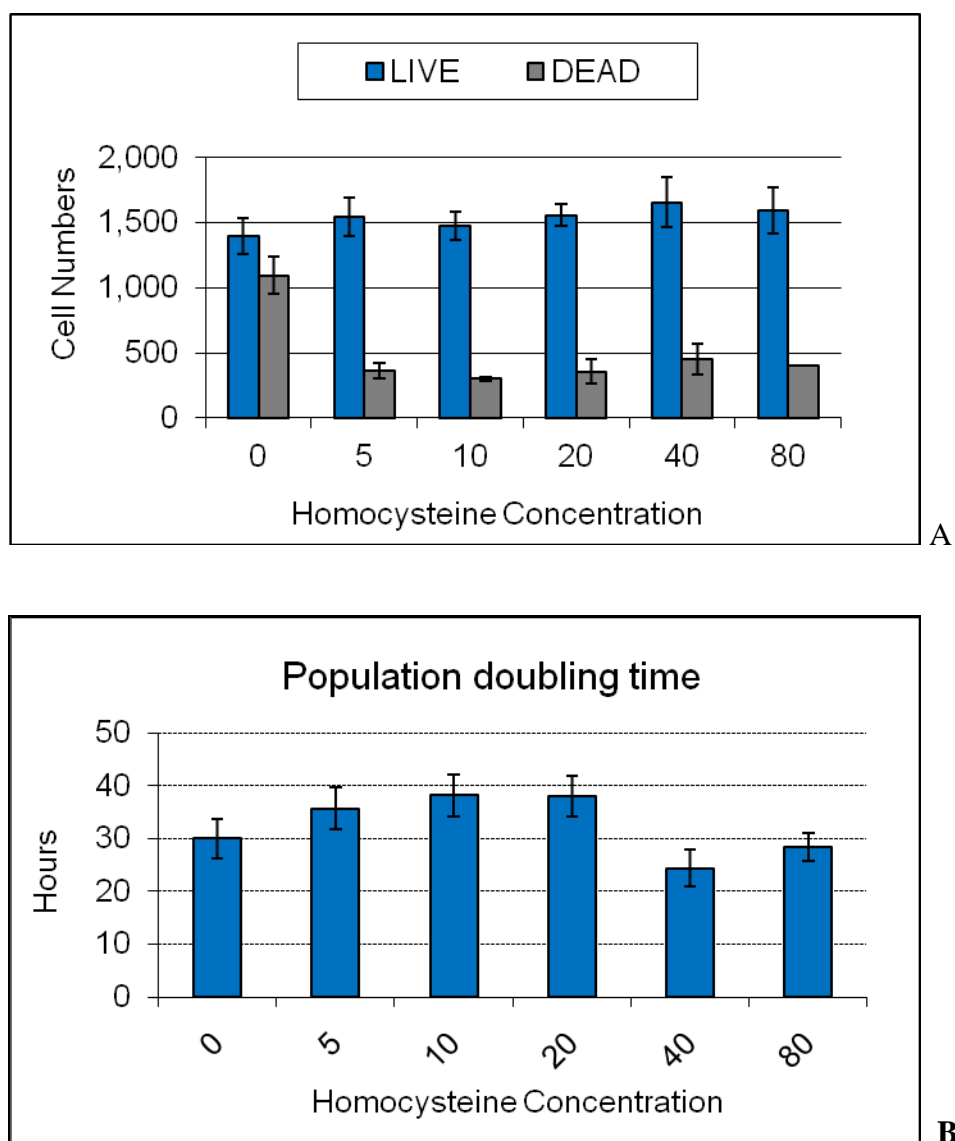 LIVE DEAD
2,000
1,500
1,000
500
0
Cell Numbers
0 5 10 20 40 80
Homocysteine Concentration
A
Population doubling time
50
40
30
20
10
0
Hours
0 5 10 20 40 80
Homocysteine Concentration
B